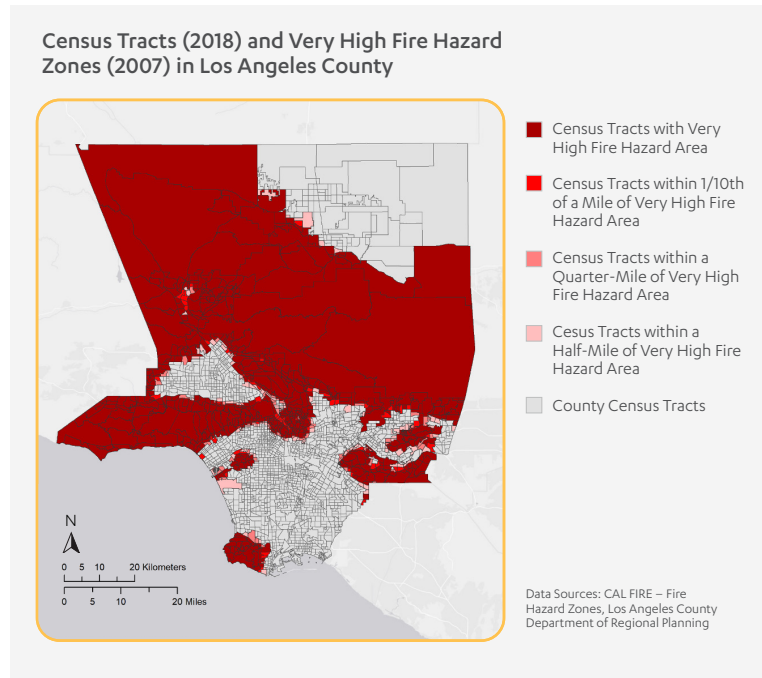 Census Tracts (2018) and Very High Fire Hazard
Zones (2007) in Los Angeles County
Census Tracts with Very
High Fire Hazard Area
Census Tracts within 1/10th
of a Mile of Very High Fire
Hazard Area
Census Tracts within a
Quarter-Mile of Very High
Fire Hazard Area
Cesus Tracts within a
Half-Mile of Very High Fire
Hazard Area
County Census Tracts
N
0 5 10 20 Kilometers
0 5 10 20 Miles
Data Sources: CAL FIRE – Fire
Hazard Zones, Los Angeles County
Department of Regional Planning